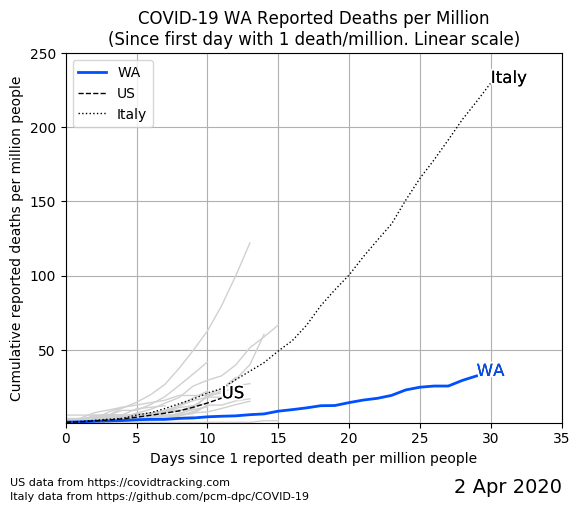 COVID-19 WA Reported Deaths per Million
(Since first day with 1 death/million. Linear scale)
Cumulative reported deaths per million people
250
200
150
100
50
WA
US
Italy
Italy
WA
US
0
5
10
15
20
25
30
35
Days since 1 reported death per million people
US data from https://covidtracking.com
Italy data from https://github.com/pcm-dpc/COVID-19
2 Apr 2020